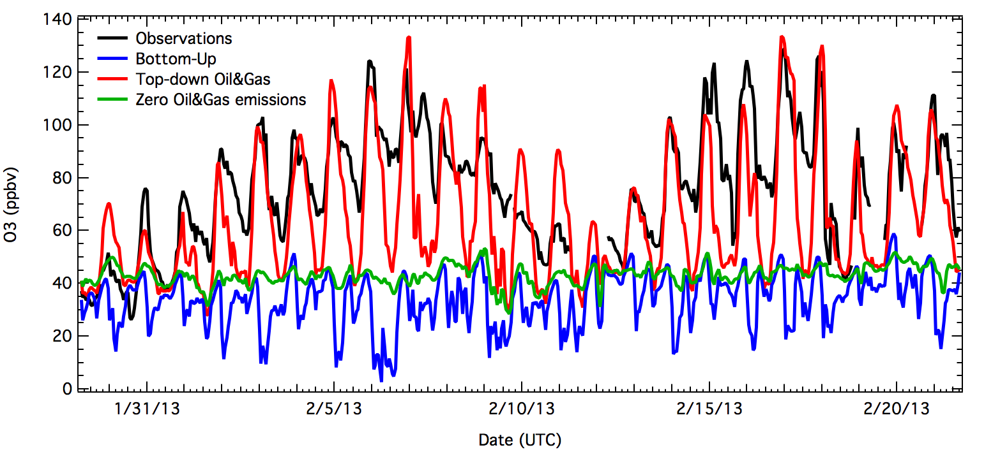 140
120
100
80
60
40
20
0
O3 (ppbv)
Observations
Bottom-Up
Top-down Oil&Gas
Zero Oil&Gas emissions
1/31/13 2/5/13 2/10/13 2/15/13 2/20/13
Date (UTC)